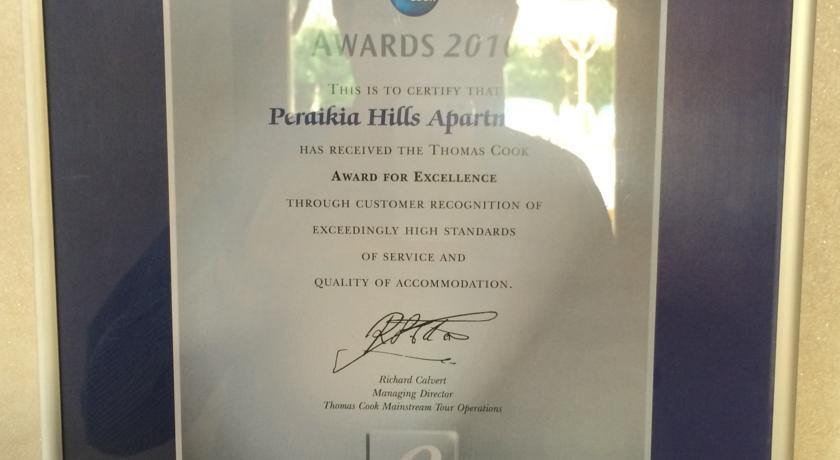 Cook
AWARDS 2010
THIS IS TO CERTIFY THAT
Peraikia Hills Apartm
HAS RECEIVED THE THOMAS COOK
AWARD FOR EXCELLENCE
THROUGH CUSTOMER RECOGNITION OF
EXCEEDINGLY HIGH STANDARDS
OF SERVICE AND
QUALITY OF ACCOMMODATION.
Richard Calvert
Managing Director
Thomas Cook Mainstream Tour Operations
e